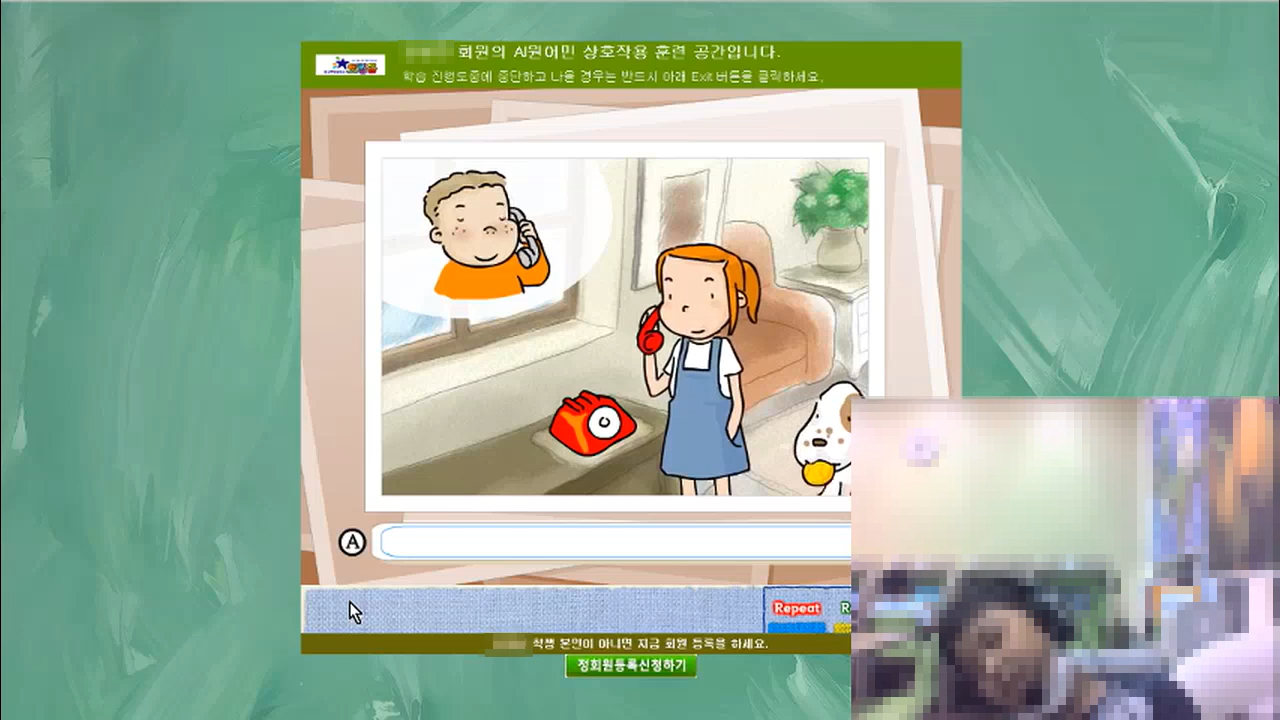 회원의 AI원어민 상호작용 훈련 공간입니다.
학습 진행도중에 중단하고 나올 경우는 반드시 아래 Exit 버튼을 클릭하세요.
A
Repeat
학생 본인이 아니면 지금 회원 등록을 하세요.
정회원등록신청하기